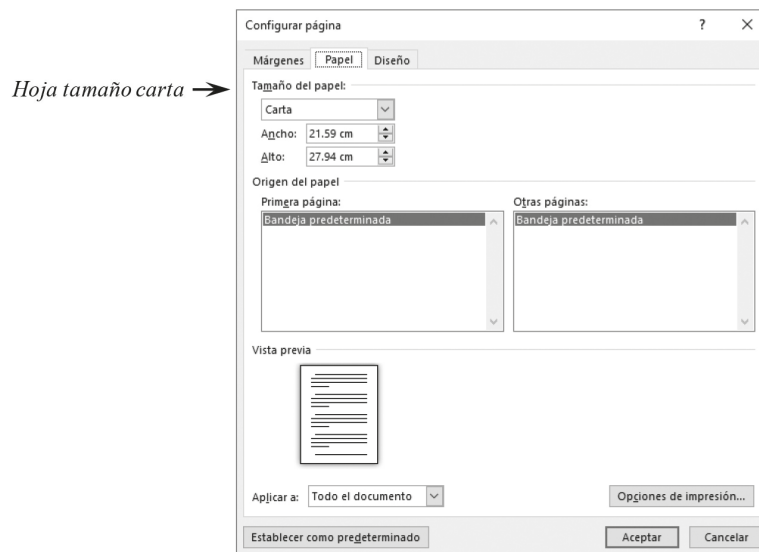 Configurar página ? ×
Márgenes Papel Diseño
Hoja tamaño carta
Tamaño del papel:
Carta
Ancho: 21.59 cm
Alto: 27.94 cm
Origen del papel
Primera página: Otras páginas:
Bandeja predeterminada Bandeja predeterminada
Vista previa
Aplicar a: Todo el documento Opciones de impresión...
Establecer como predeterminado Aceptar Cancelar